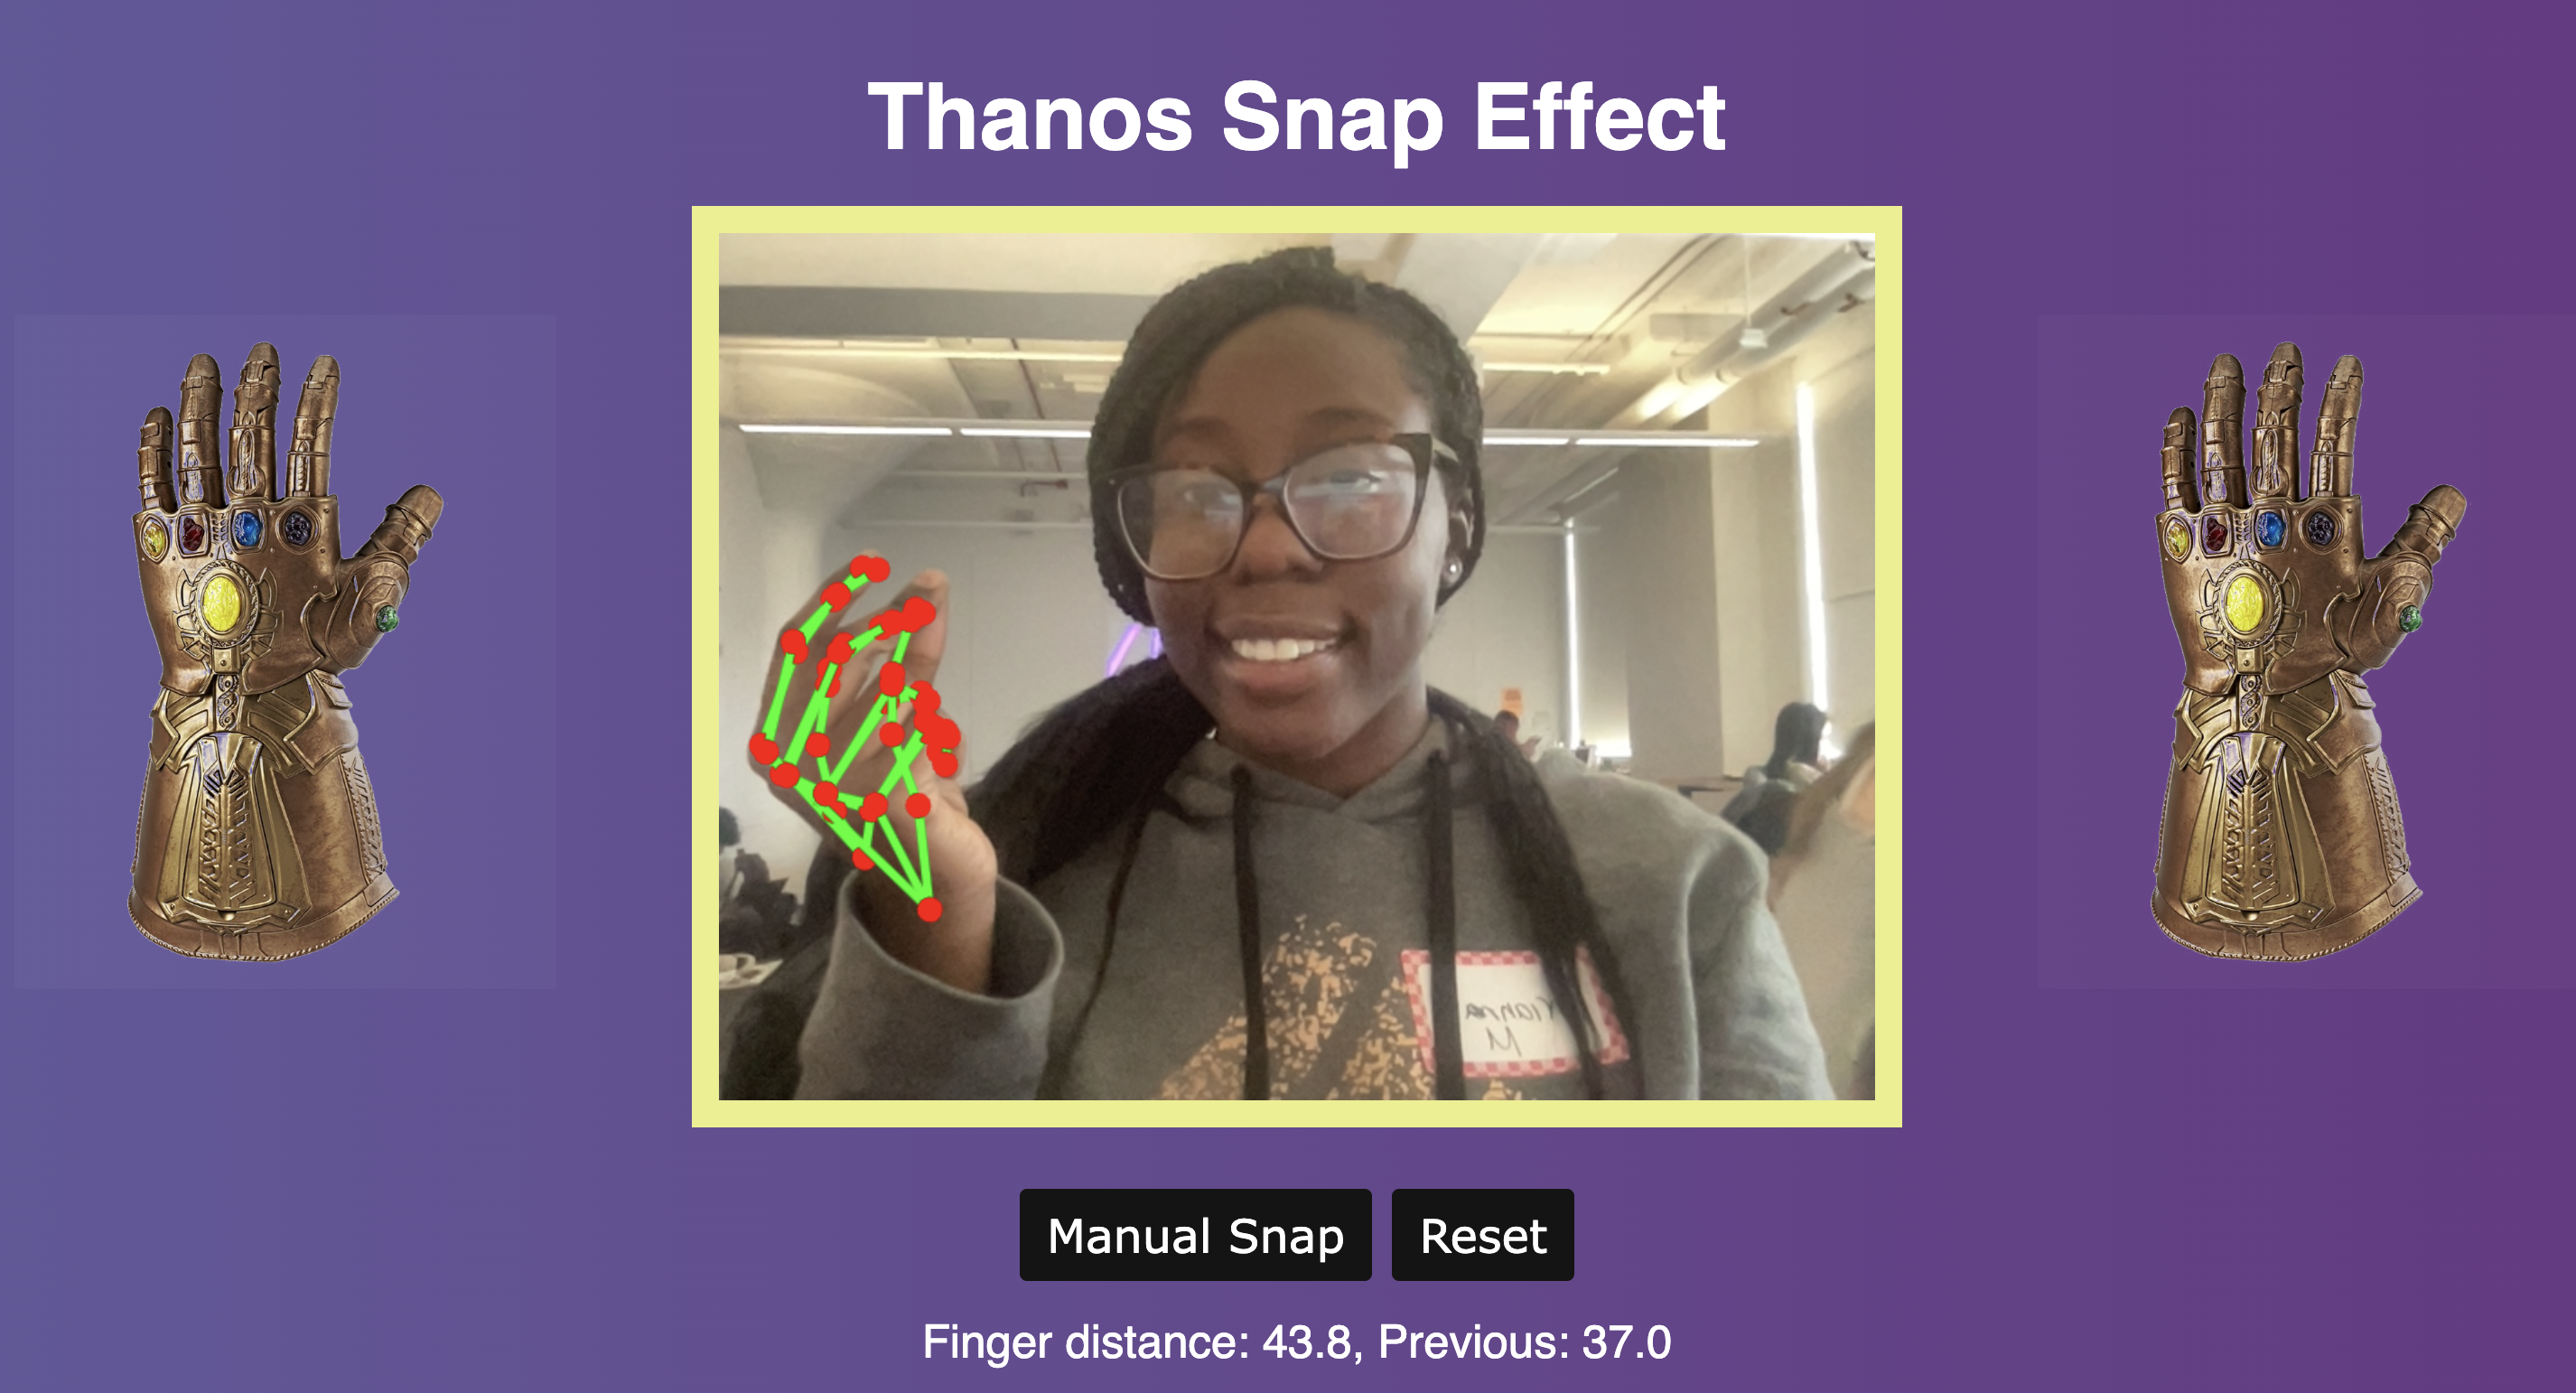 Thanos Snap Effect
M
Manual Snap
Reset
Finger distance: 43.8, Previous: 37.0